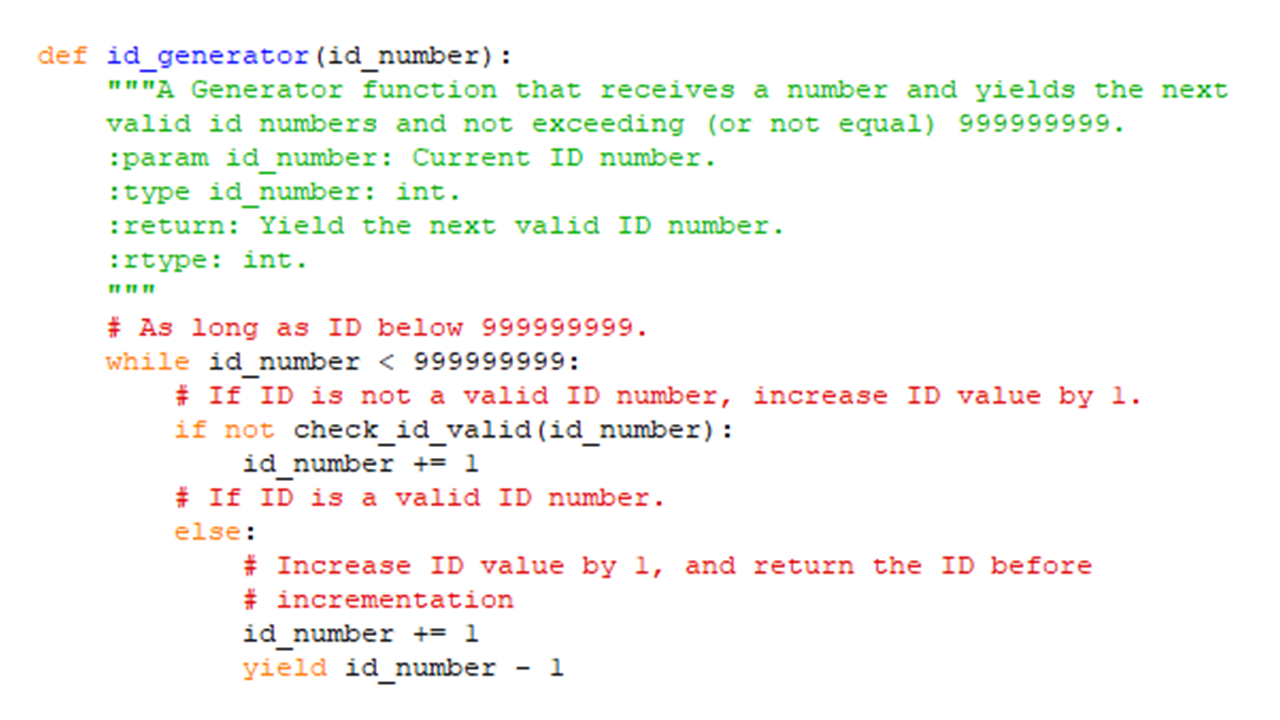 def id_generator(id_number):
    """A Generator function that receives a number and yields the next
    valid id numbers and not exceeding (or not equal) 999999999.
    :param id_number: Current ID number.
    :type id_number: int.
    :return: Yield the next valid ID number.
    :rtype: int.
    """
    # As long as ID below 999999999.
    while id_number < 999999999:
        # If ID is not a valid ID number, increase ID value by 1.
        if not check_id_valid(id_number):
            id_number += 1
        # If ID is a valid ID number.
        else:
            # Increase ID value by 1, and return the ID before
            # incrementation
            id_number += 1
            yield id_number - 1